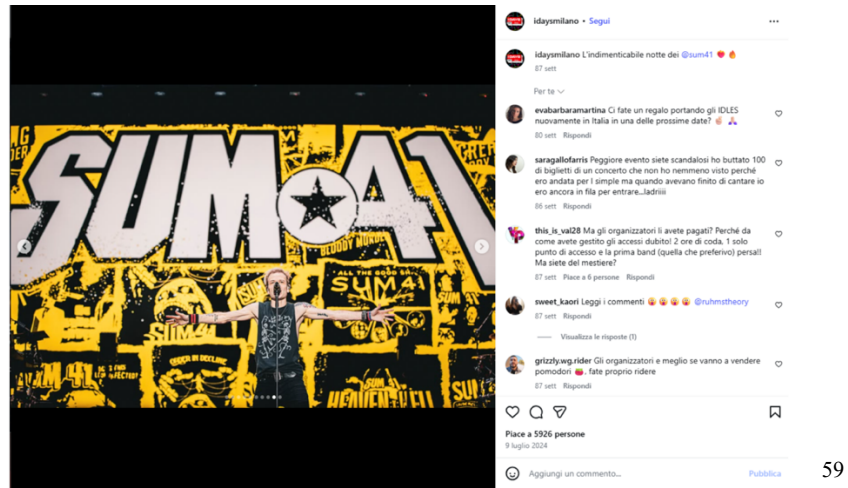 idaysmilano • Segui
idaysmilano L'indimenticabile notte dei @sum41 ❤️ 🔥
87 sett
Per te
evabarbaramartina Ci fate un regalo portando gli IDLES
nuovamente in Italia in una delle prossime date? ✌🏻 🙏🏻
80 sett Rispondi
saragallofarris Peggiore evento siete scandalosi ho buttato 100
di biglietti di un concerto che non ho nemmeno visto perché
ero andata per I simple ma quando avevano finito di cantare io
ero ancora in fila per entrare...ladriiii
86 sett Rispondi
this_is_val28 Ma gli organizzatori li avete pagati? Perché da
come avete gestito gli accessi dubito! 2 ore di coda, 1 solo
punto di accesso e la prima band (quella che preferivo) persa!!
Ma siete del mestiere?
87 sett Piace a 6 persone Rispondi
sweet_kaori Leggi i commenti 😱 😱 😱 😱 @ruhmstheory
87 sett Rispondi
Visualizza le risposte (1)
grizzly.wg.rider Gli organizzatori e meglio se vanno a vendere
pomodori 🍅. fate proprio ridere
87 sett Rispondi
Piace a 5926 persone
9 luglio 2024
Aggiungi un commento... Pubblica
SUM 41
BLOODY MURDER
ALL THE GOOD SH
SUM 41
SUM 41
HEAVEN HELL
59